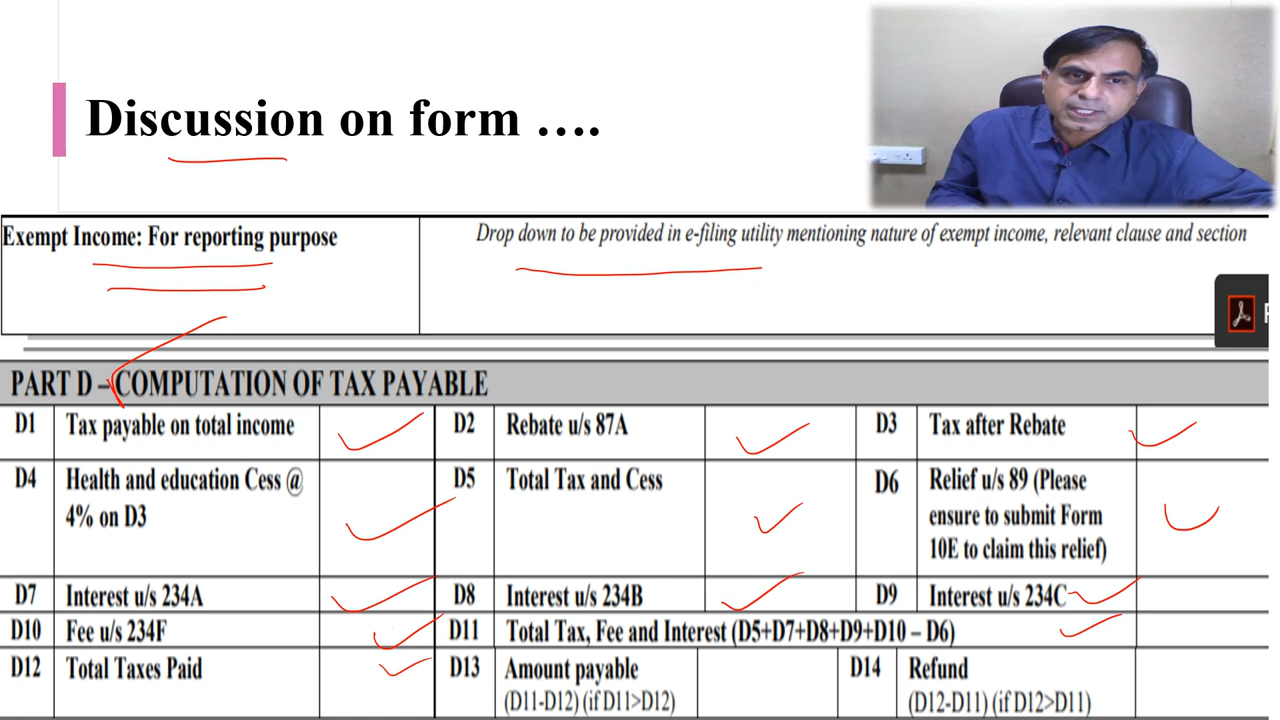 Discussion on form ….
Exempt Income: For reporting purpose
Drop down to be provided in e-filing utility mentioning nature of exempt income, relevant clause and section
PART D – COMPUTATION OF TAX PAYABLE
D1 Tax payable on total income D2 Rebate u/s 87A D3 Tax after Rebate
D4 Health and education Cess @
4% on D3
D5 Total Tax and Cess
D6 Relief u/s 89 (Please
ensure to submit Form
10E to claim this relief)
D7 Interest u/s 234A D8 Interest u/s 234B D9 Interest u/s 234C
D10 Fee u/s 234F D11 Total Tax, Fee and Interest (D5+D7+D8+D9+D10 – D6)
D12 Total Taxes Paid
D13 Amount payable
(D11-D12) (if D11>D12)
D14 Refund
(D12-D11) (if D12>D11)